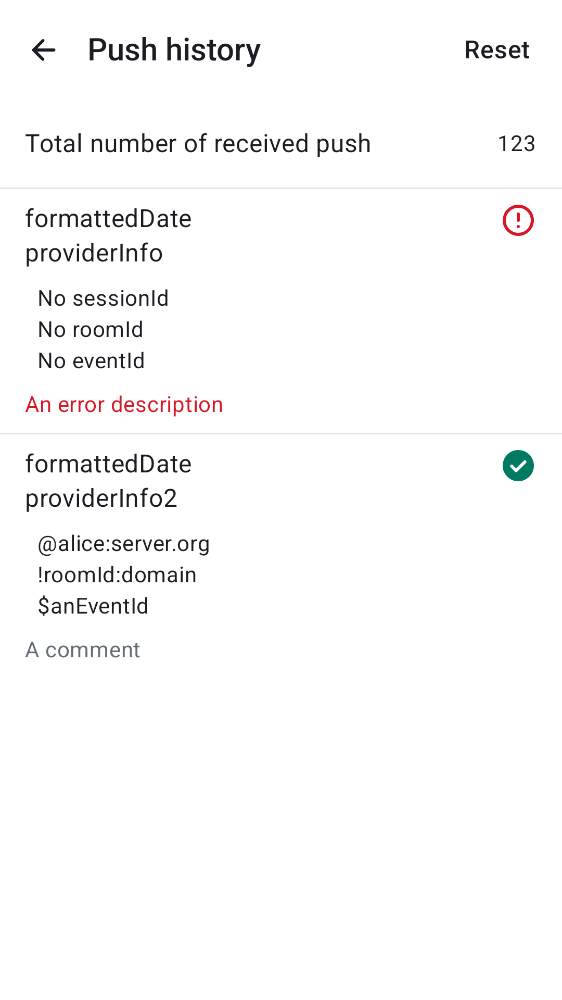 Push history
Reset
Total number of received push
123
formattedDate
providerInfo
No sessionId
No roomId
No eventId
An error description
formattedDate
providerInfo2
@alice:server.org
!roomId:domain
$anEventId
A comment